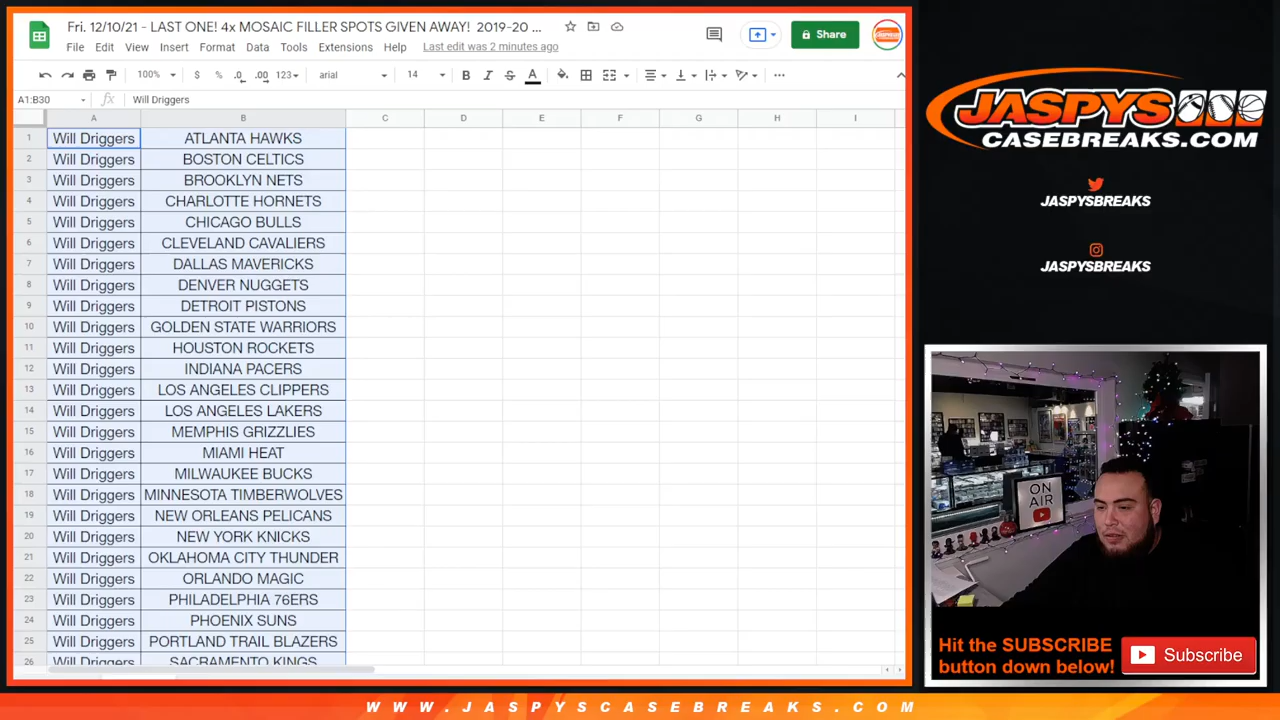 Fri. 12/10/21 - LAST ONE! 4x MOSAIC FILLER SPOTS GIVEN AWAY! 2019-20 ...
Share
File Edit View Insert Format Data Tools Extensions Help Last edit was 2 minutes ago
100% $ % .0 .00 123 arial 14 B I S A
A1:B30 fx Will Driggers
A B C D E F G H I
1 Will Driggers ATLANTA HAWKS
2 Will Driggers BOSTON CELTICS
3 Will Driggers BROOKLYN NETS
4 Will Driggers CHARLOTTE HORNETS
5 Will Driggers CHICAGO BULLS
6 Will Driggers CLEVELAND CAVALIERS
7 Will Driggers DALLAS MAVERICKS
8 Will Driggers DENVER NUGGETS
9 Will Driggers DETROIT PISTONS
10 Will Driggers GOLDEN STATE WARRIORS
11 Will Driggers HOUSTON ROCKETS
12 Will Driggers INDIANA PACERS
13 Will Driggers LOS ANGELES CLIPPERS
14 Will Driggers LOS ANGELES LAKERS
15 Will Driggers MEMPHIS GRIZZLIES
16 Will Driggers MIAMI HEAT
17 Will Driggers MILWAUKEE BUCKS
18 Will Driggers MINNESOTA TIMBERWOLVES
19 Will Driggers NEW ORLEANS PELICANS
20 Will Driggers NEW YORK KNICKS
21 Will Driggers OKLAHOMA CITY THUNDER
22 Will Driggers ORLANDO MAGIC
23 Will Driggers PHILADELPHIA 76ERS
24 Will Driggers PHOENIX SUNS
25 Will Driggers PORTLAND TRAIL BLAZERS
26 Will Driggers SACRAMENTO KINGS
JASPYS
CASEBREAKS.COM
JASPYSBREAKS
JASPYSBREAKS
ON
AIR
Hit the SUBSCRIBE
button down below!
Subscribe
WWW.JASPYSCASEBREAKS.COM